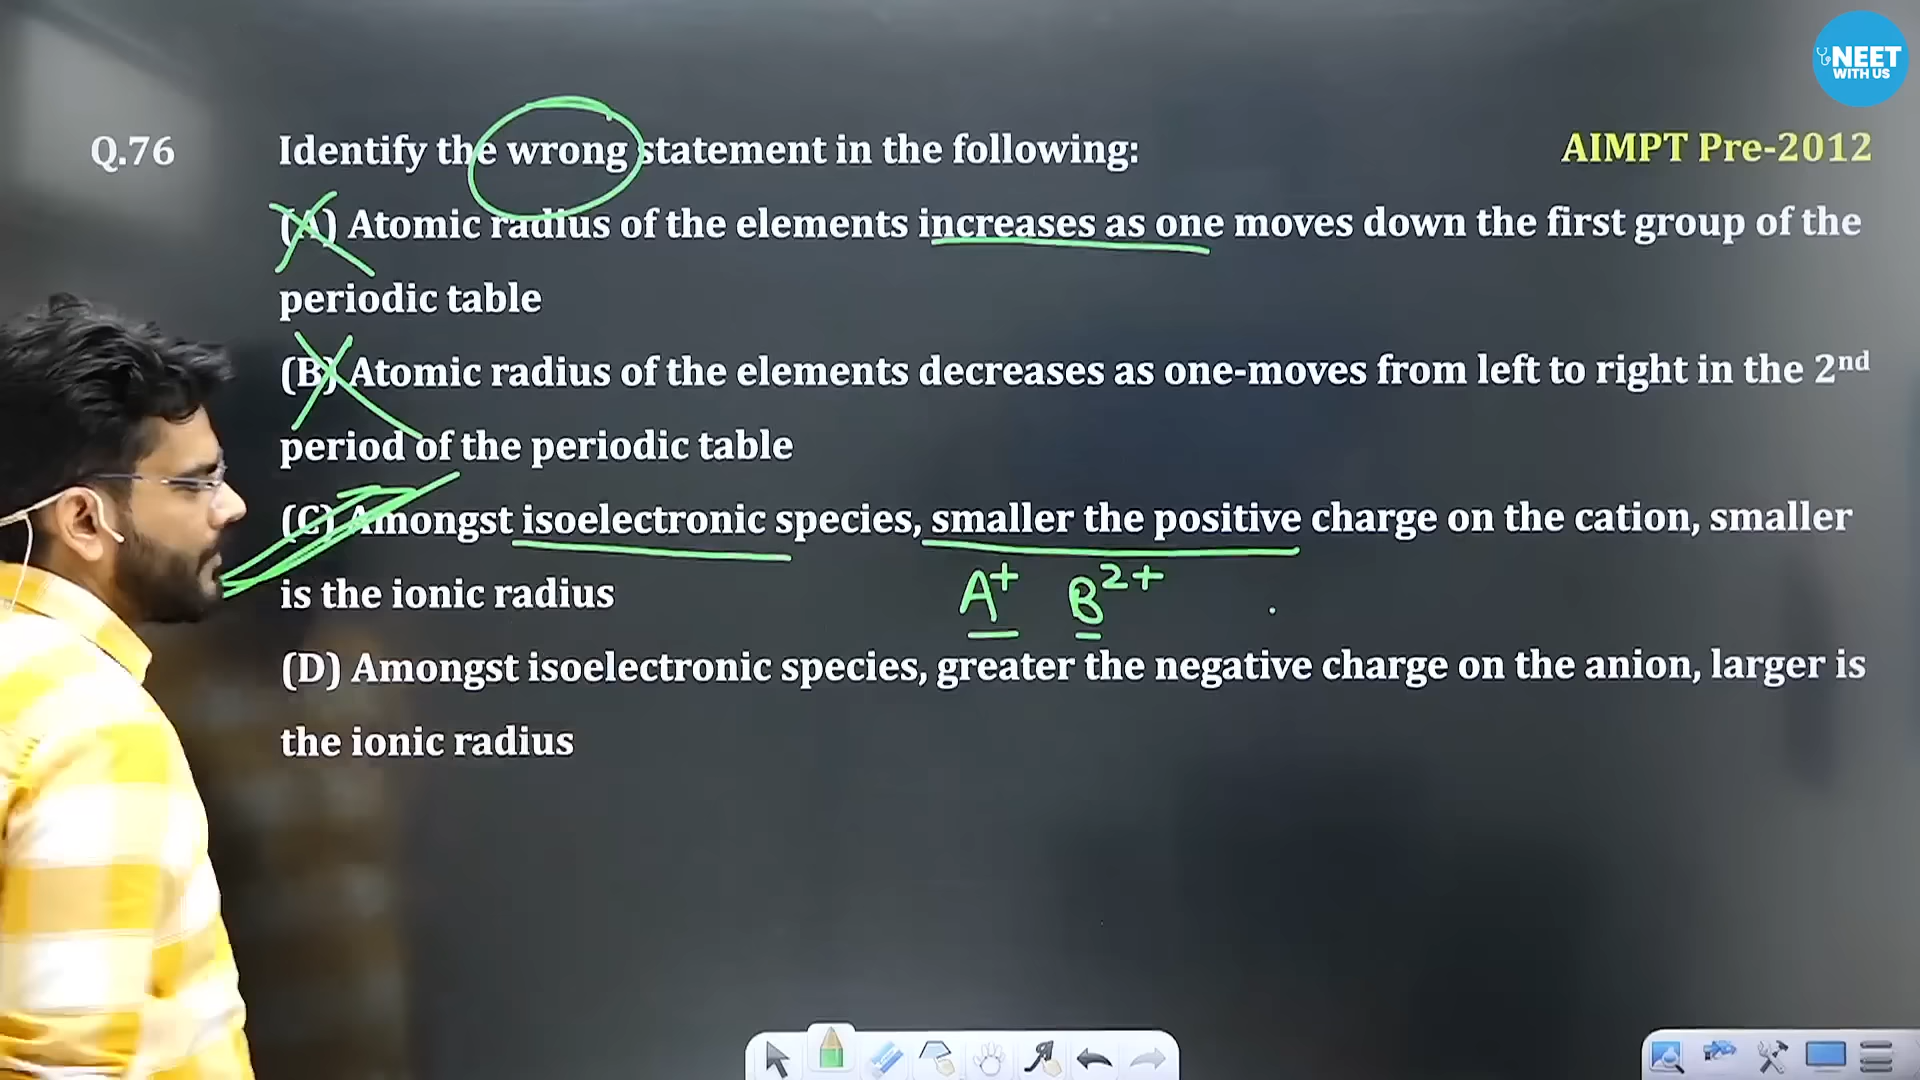 NEET
WITH US
Q.76 Identify the wrong statement in the following: AIMPT Pre-2012
(A) Atomic radius of the elements increases as one moves down the first group of the
periodic table
(B) Atomic radius of the elements decreases as one-moves from left to right in the 2nd
period of the periodic table
(C) Amongst isoelectronic species, smaller the positive charge on the cation, smaller
is the ionic radius
A+ B2+
(D) Amongst isoelectronic species, greater the negative charge on the anion, larger is
the ionic radius